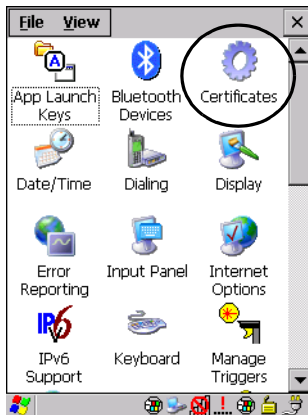 File View
App Launch Bluetooth Certificates
Keys Devices
Date/Time Dialing Display
Error Input Panel Internet
Reporting Options
IPv6 Keyboard Manage
Support Triggers